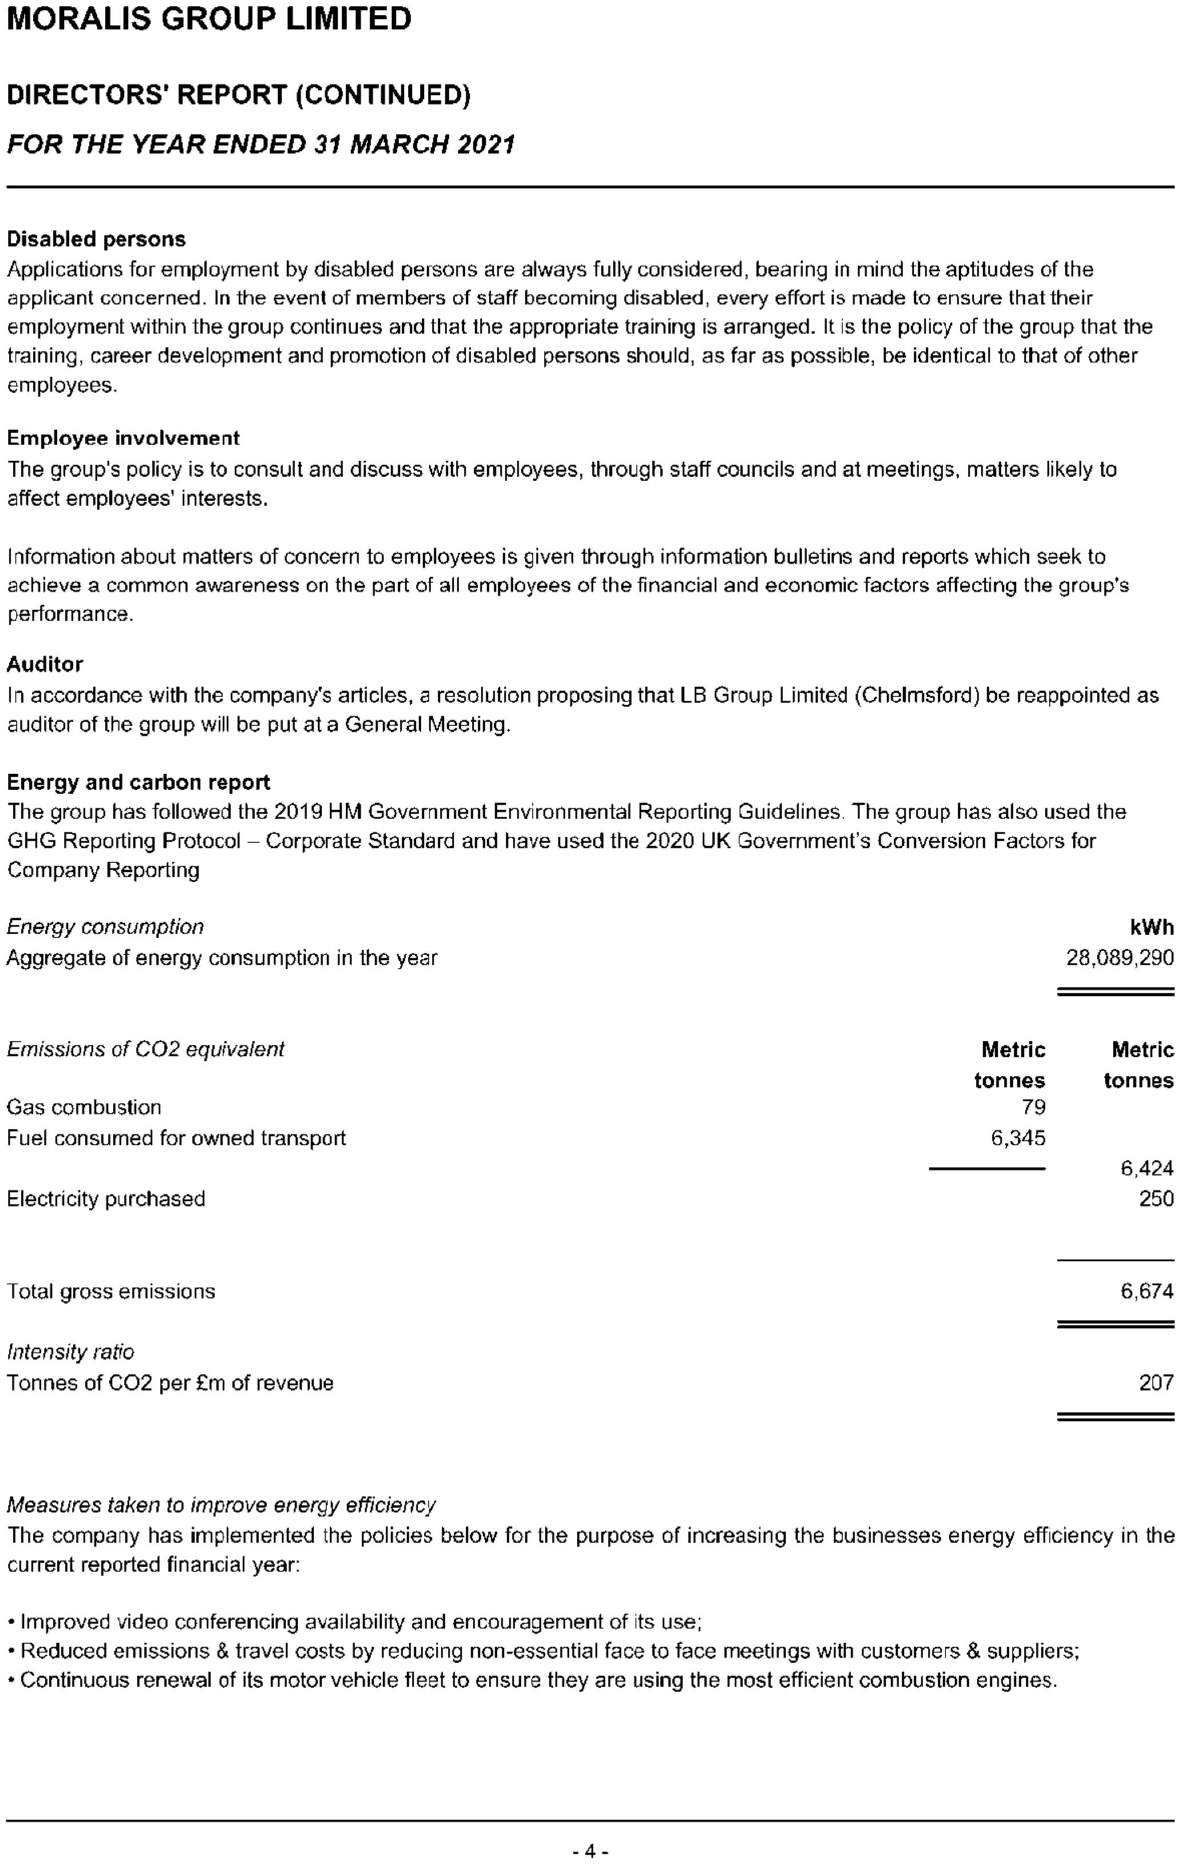 MORALIS GROUP LIMITED
DIRECTORS' REPORT (CONTINUED)
FOR THE YEAR ENDED 31 MARCH 2021
Disabled persons
Applications for employment by disabled persons are always fully considered, bearing in mind the aptitudes of the
applicant concerned. In the event of members of staff becoming disabled, every effort is made to ensure that their
employment within the group continues and that the appropriate training is arranged. It is the policy of the group that the
training, career development and promotion of disabled persons should, as far as possible, be identical to that of other
employees.
Employee involvement
The group's policy is to consult and discuss with employees, through staff councils and at meetings, matters likely to
affect employees' interests.
Information about matters of concern to employees is given through information bulletins and reports which seek to
achieve a common awareness on the part of all employees of the financial and economic factors affecting the group's
performance.
Auditor
In accordance with the company's articles, a resolution proposing that LB Group Limited (Chelmsford) be reappointed as
auditor of the group will be put at a General Meeting.
Energy and carbon report
The group has followed the 2019 HM Government Environmental Reporting Guidelines. The group has also used the
GHG Reporting Protocol – Corporate Standard and have used the 2020 UK Government's Conversion Factors for
Company Reporting
Energy consumption kWh
Aggregate of energy consumption in the year 28,089,290
Emissions of CO2 equivalent Metric Metric
tonnes tonnes
Gas combustion 79
Fuel consumed for owned transport 6,345
6,424
Electricity purchased 250
Total gross emissions 6,674
Intensity ratio
Tonnes of CO2 per £m of revenue 207
Measures taken to improve energy efficiency
The company has implemented the policies below for the purpose of increasing the businesses energy efficiency in the
current reported financial year:
• Improved video conferencing availability and encouragement of its use;
• Reduced emissions & travel costs by reducing non-essential face to face meetings with customers & suppliers;
• Continuous renewal of its motor vehicle fleet to ensure they are using the most efficient combustion engines.
- 4 -